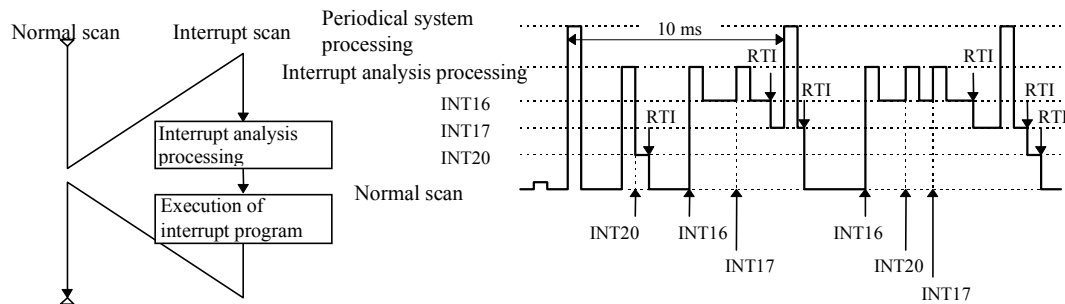 Normal scan
Interrupt scan
Interrupt analysis
processing
Execution of
interrupt program
Periodical system
processing
Interrupt analysis processing
INT16
INT17
INT20
Normal scan
10 ms
RTI
RTI
RTI
RTI
RTI
RTI
INT20
INT16
INT17
INT16
INT20
INT17